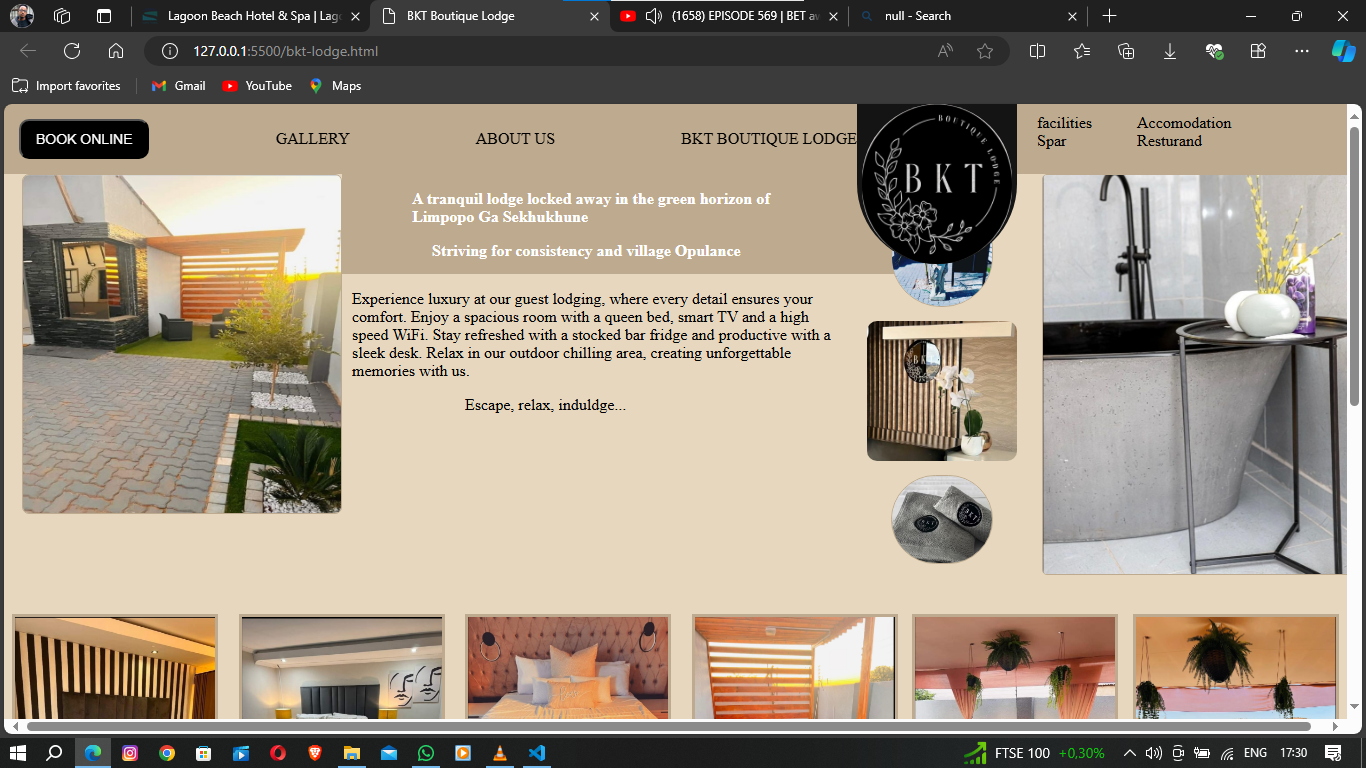 Lagoon Beach Hotel & Spa | Lago
BKT Boutique Lodge
(1658) EPISODE 569 | BET aw
null - Search
127.0.0.1:5500/bkt-lodge.html
Import favorites
Gmail
YouTube
Maps
BOOK ONLINE
GALLERY
ABOUT US
BKT BOUTIQUE LODGE
BOUTIQUE LODGE
BKT
facilities
Accomodation
Spar
Resturand
A tranquil lodge locked away in the green horizon of
Limpopo Ga Sekhukhune
Striving for consistency and village Opulance
Experience luxury at our guest lodging, where every detail ensures your
comfort. Enjoy a spacious room with a queen bed, smart TV and a high
speed WiFi. Stay refreshed with a stocked bar fridge and productive with a
sleek desk. Relax in our outdoor chilling area, creating unforgettable
memories with us.
Escape, relax, induldge...
BKT
BKT
BKT
FTSE 100 +0,30%
ENG
17:30